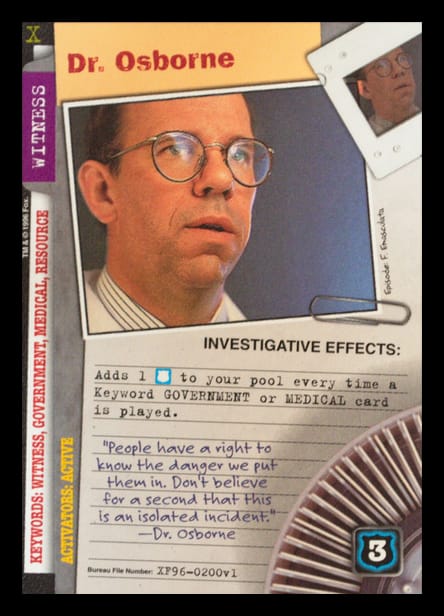 X
WITNESS
Dr. Osborne
TM & © 1996 Fox.
KEYWORDS: WITNESS, GOVERNMENT, MEDICAL, RESOURCE
ACTIVATORS: ACTIVE
Episode: F. Emasculata
INVESTIGATIVE EFFECTS:
Adds 1 to your pool every time a
Keyword GOVERNMENT or MEDICAL card
is played.
"People have a right to
know the danger we put
them in. Don't believe
for a second that this
is an isolated incident."
—Dr. Osborne
Bureau File Number: XF96-0200v1
3